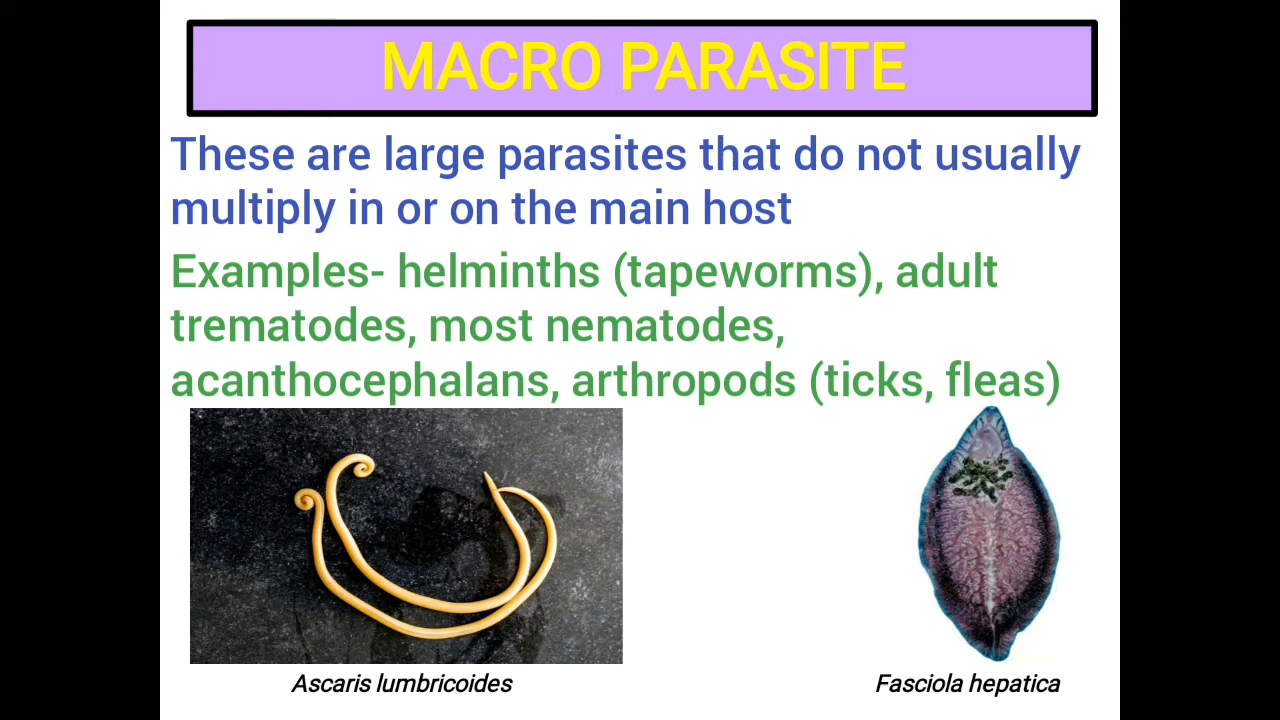 MACRO PARASITE
These are large parasites that do not usually
multiply in or on the main host
Examples- helminths (tapeworms), adult
trematodes, most nematodes,
acanthocephalans, arthropods (ticks, fleas)
Ascaris lumbricoides
Fasciola hepatica